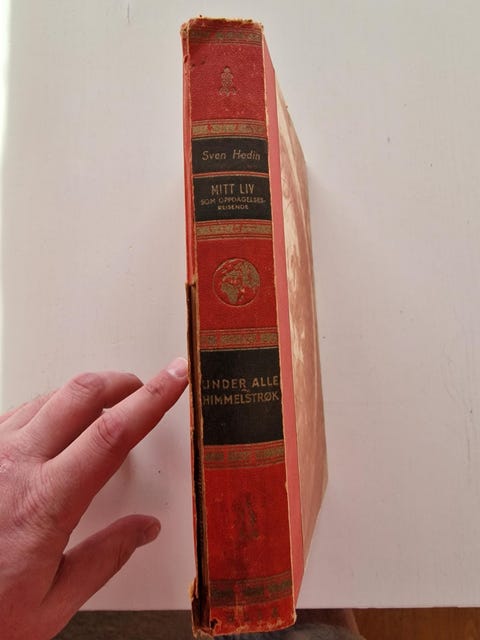 Sven Hedin
MITT LIV
SOM OPPDAGELSES-
REISENDE
UNDER ALLE
HIMMELSTRØK